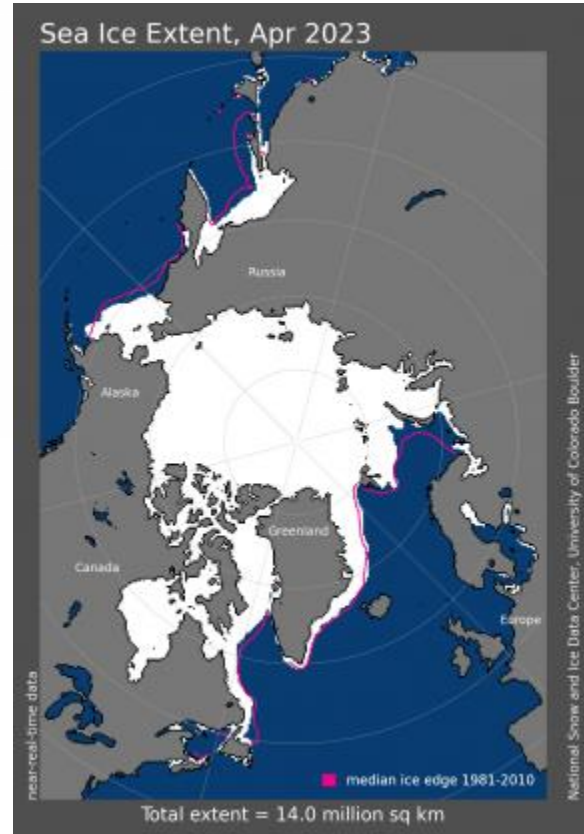 Sea Ice Extent, Apr 2023
Russia
Alaska
Greenland
Canada
Europe
near-real-time data
National Snow and Ice Data Center, University of Colorado Boulder
median ice edge 1981-2010
Total extent = 14.0 million sq km